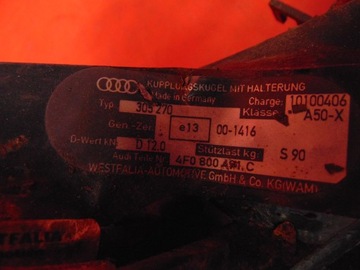 KUPPLUNGSKUGEL MIT HALTERUNG
Made in Germany
Charge: 10100406
Typ 305 270 Klasse A50-X
Gen.-Zei. e13 00-1416
D-Wert kN D 12.0 Stützlast kg: S 90
Audi Teile Nr. 4F0 800 491 C
WESTFALIA-AUTOMOTIVE GmbH & Co. KG (WAM)
STFALIA